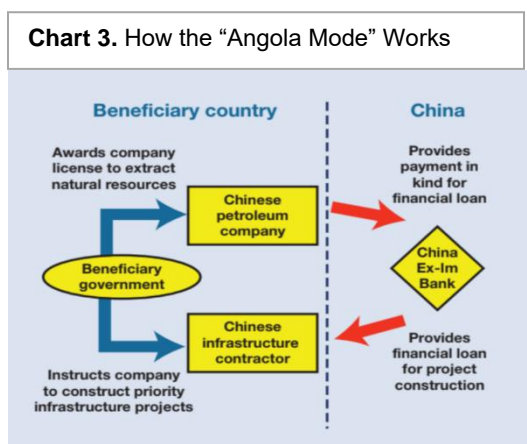 Chart 3. How the “Angola Mode” Works
Beneficiary country
China
Awards company
license to extract
natural resources
Provides
payment in
kind for
financial loan
Chinese
petroleum
company
Beneficiary
government
China
Ex-Im
Bank
Chinese
infrastructure
contractor
Instructs company
to construct priority
infrastructure projects
Provides
financial loan
for project
construction